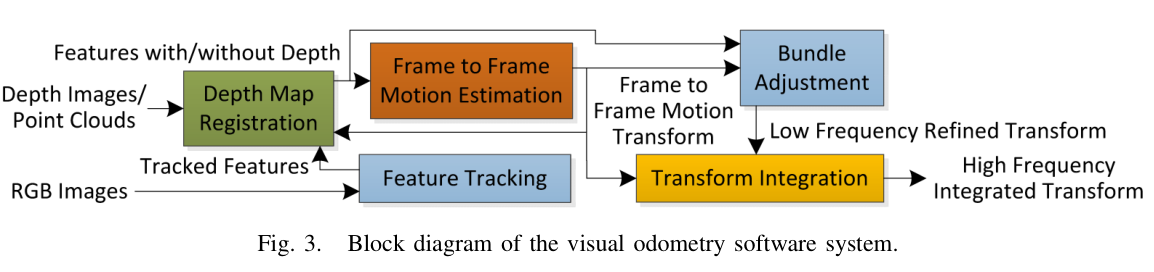 Features with/without Depth
Depth Images/
Point Clouds
Depth Map
Registration
Frame to Frame
Motion Estimation
Frame to
Frame Motion
Transform
Bundle
Adjustment
Low Frequency Refined Transform
Tracked Features
RGB Images
Feature Tracking
Transform Integration
High Frequency
Integrated Transform
Fig. 3. Block diagram of the visual odometry software system.